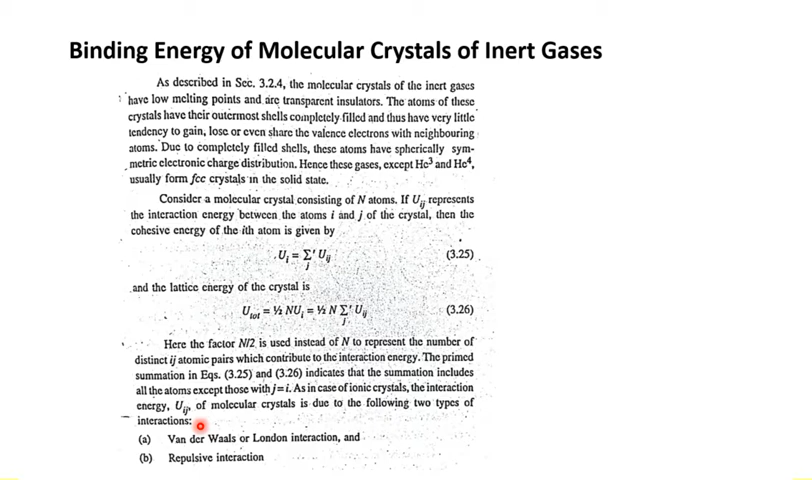 Binding Energy of Molecular Crystals of Inert Gases
As described in Sec. 3.2.4, the molecular crystals of the inert gases
have low melting points and are transparent insulators. The atoms of these
crystals have their outermost shells completely filled and thus have very little
tendency to gain, lose or even share the valence electrons with neighbouring
atoms. Due to completely filled shells, these atoms have spherically sym-
metric electronic charge distribution. Hence these gases, except He³ and He⁴,
usually form fcc crystals in the solid state.
Consider a molecular crystal consisting of N atoms. If Uᵢⱼ represents
the interaction energy between the atoms i and j of the crystal, then the
cohesive energy of the ith atom is given by
Uᵢ = Σ′ⱼ Uᵢⱼ (3.25)
and the lattice energy of the crystal is
Uₜₒₜ = ½ NUᵢ = ½ N Σ′ⱼ Uᵢⱼ (3.26)
Here the factor N/2 is used instead of N to represent the number of
distinct ij atomic pairs which contribute to the interaction energy. The primed
summation in Eqs. (3.25) and (3.26) indicates that the summation includes
all the atoms except those with j = i. As in case of ionic crystals, the interaction
energy, Uᵢⱼ, of molecular crystals is due to the following two types of
interactions:
(a) Van der Waals or London interaction, and
(b) Repulsive interaction